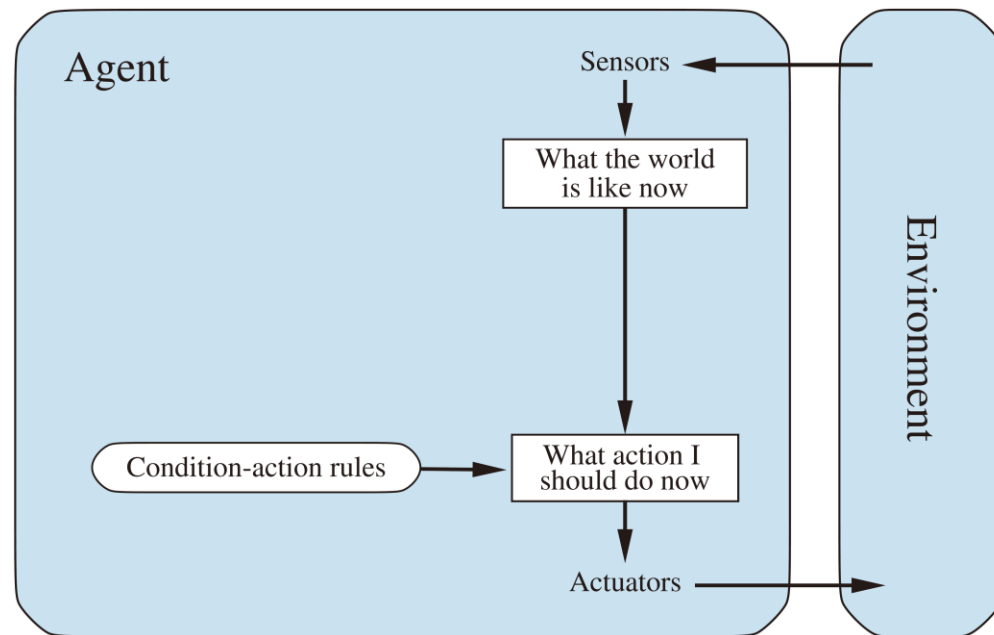 Agent
Sensors
What the world
is like now
Environment
Condition-action rules
What action I
should do now
Actuators